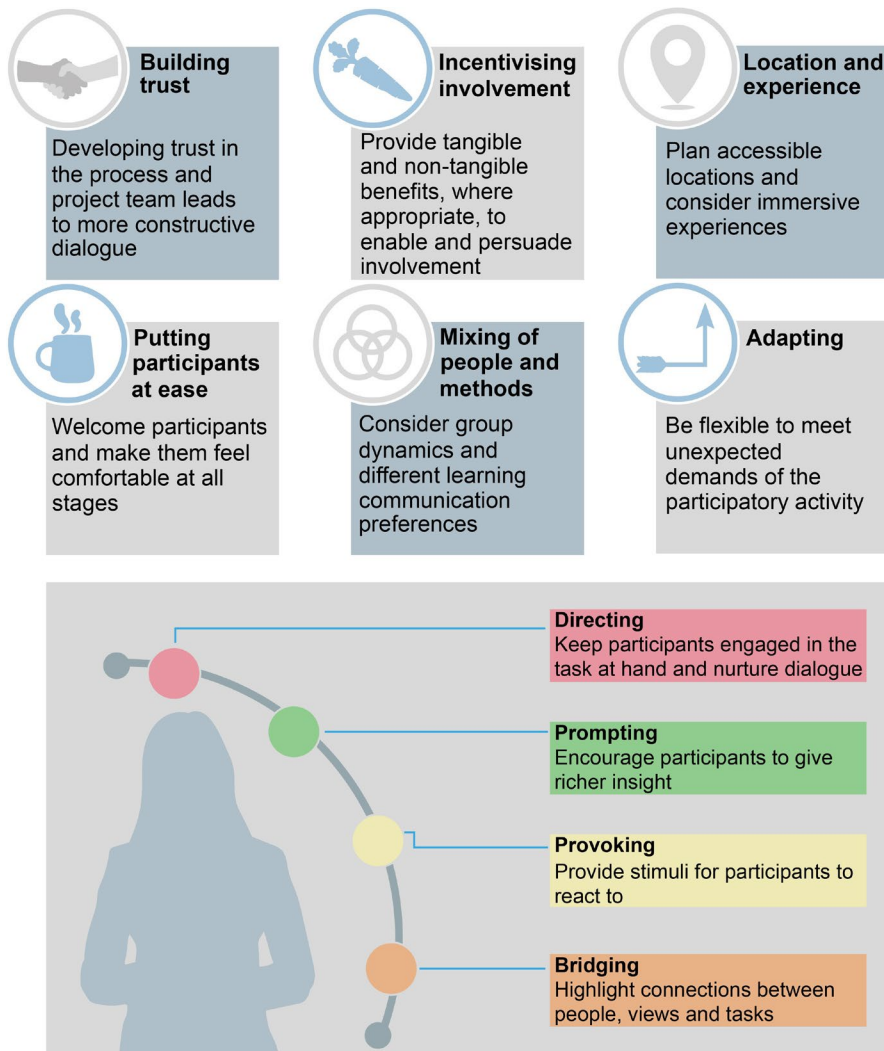 Building
trust
Developing trust in
the process and
project team leads
to more constructive
dialogue
Incentivising
involvement
Provide tangible
and non-tangible
benefits, where
appropriate, to
enable and persuade
involvement
Location and
experience
Plan accessible
locations and
consider immersive
experiences
Putting
participants
at ease
Welcome participants
and make them feel
comfortable at all
stages
Mixing of
people and
methods
Consider group
dynamics and
different learning
communication
preferences
Adapting
Be flexible to meet
unexpected
demands of the
participatory activity
Directing
Keep participants engaged in the
task at hand and nurture dialogue
Prompting
Encourage participants to give
richer insight
Provoking
Provide stimuli for participants to
react to
Bridging
Highlight connections between
people, views and tasks